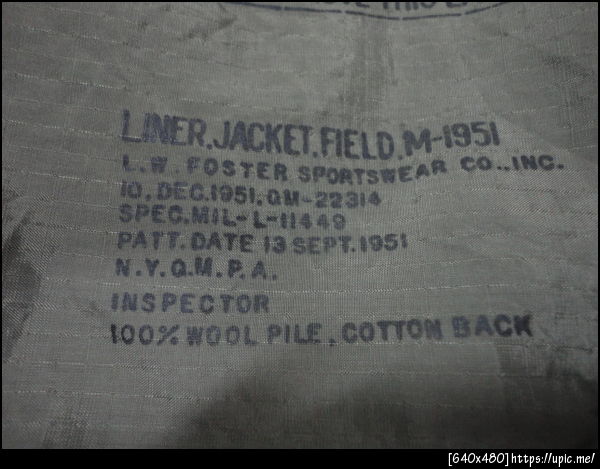 LINER, JACKET, FIELD, M-1951
L.W. FOSTER SPORTSWEAR CO., INC.
10, DEC. 1951, QM-22314
SPEC. MIL-L-11449
PATT. DATE 13 SEPT. 1951
N.Y.Q.M.P.A.
INSPECTOR
100% WOOL PILE, COTTON BACK
[640x480]https://upic.me/